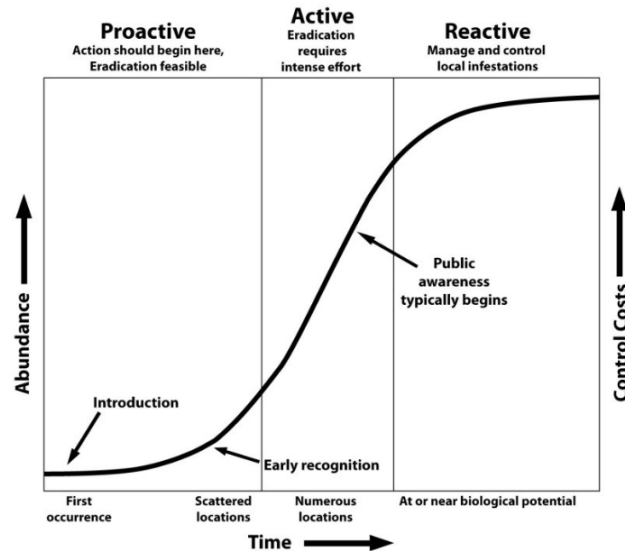 Proactive
Action should begin here,
Eradication feasible
Active
Eradication
requires
intense effort
Reactive
Manage and control
local infestations
Abundance
Control Costs
Public
awareness
typically begins
Introduction
Early recognition
First
occurrence
Scattered
locations
Numerous
locations
At or near biological potential
Time